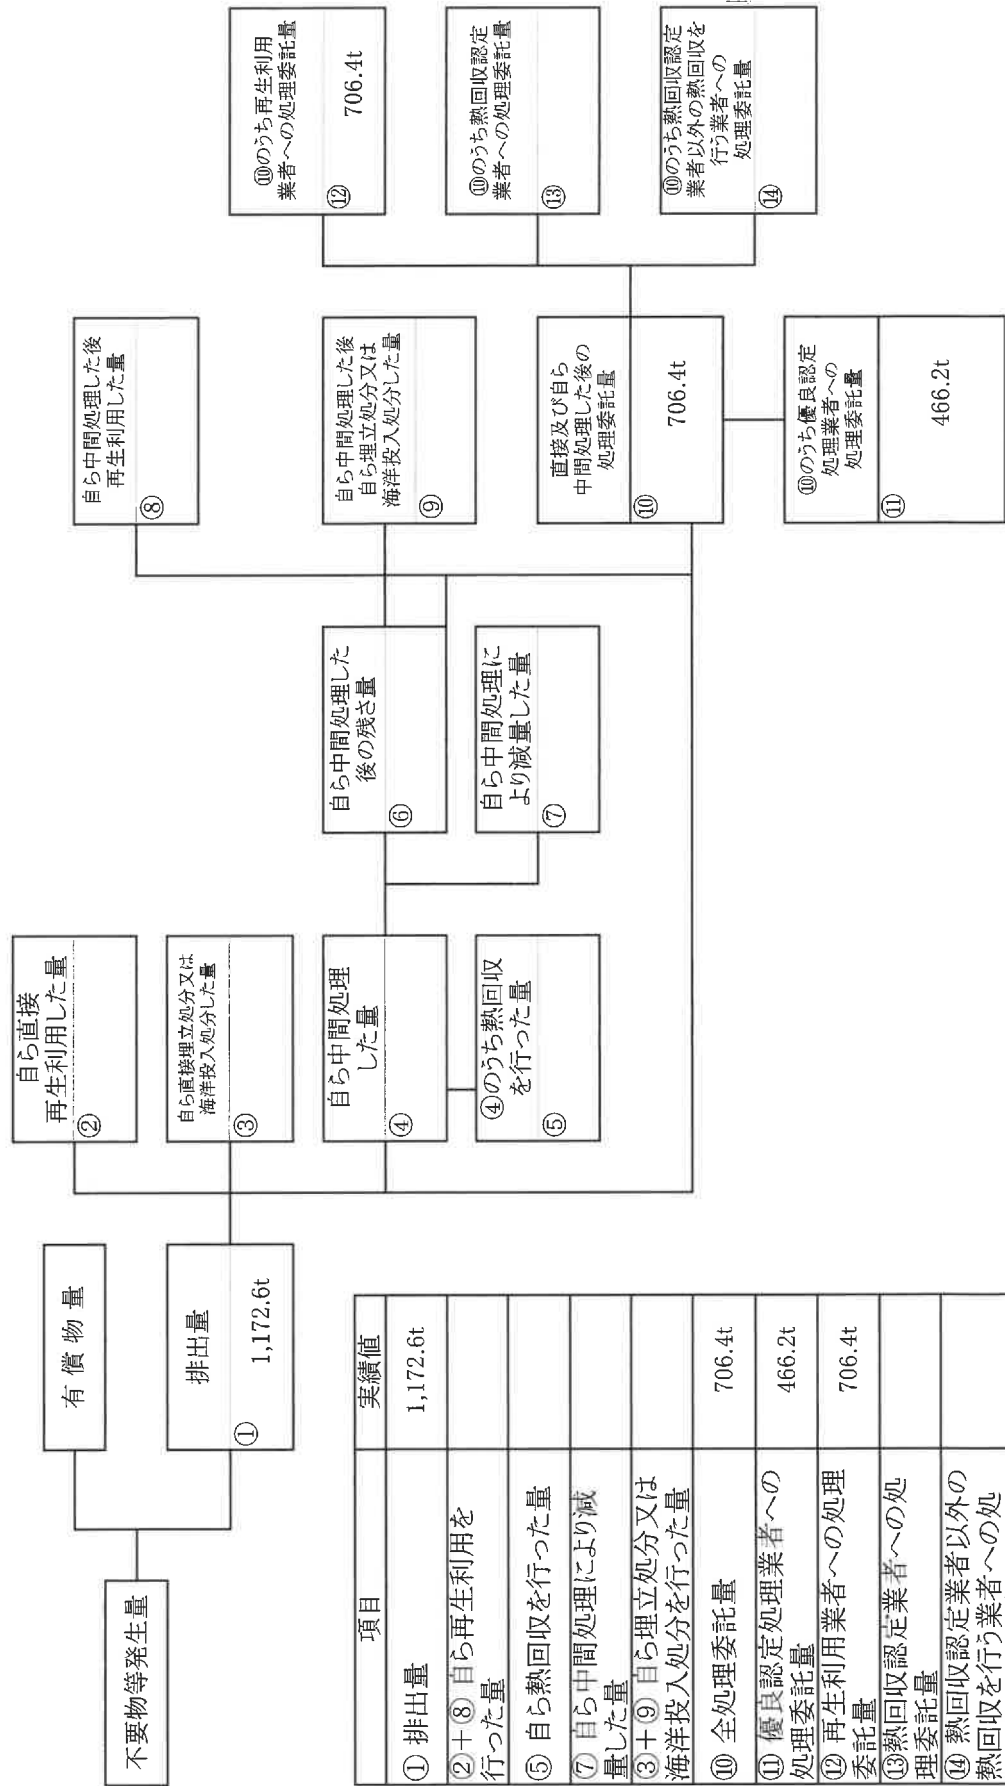 不要物等発生量
有償物量
排出量
①
1,172.6t
自ら直接
再生利用した量
②
自ら直接埋立処分又は
海洋投入処分した量
③
自ら中間処理
した量
④
④のうち熱回収
を行った量
⑤
自ら中間処理した
後の残さ量
⑥
自ら中間処理に
より減量した量
⑦
自ら中間処理した後
再生利用した量
⑧
自ら中間処理した後
自ら埋立処分又は
海洋投入処分した量
⑨
直接及び自ら
中間処理した後の
処理委託量
⑩
706.4t
⑩のうち優良認定
処理業者への
処理委託量
⑪
466.2t
⑩のうち再生利用
業者への処理委託量
⑫
706.4t
⑩のうち熱回収認定
業者への処理委託量
⑬
⑩のうち熱回収認定
業者以外の熱回収を
行う業者への
処理委託量
⑭
項目 実績値
① 排出量 1,172.6t
②+⑧ 自ら再生利用を
行った量
⑤ 自ら熱回収を行った量
⑦ 自ら中間処理により減
量した量
③+⑨ 自ら埋立処分又は
海洋投入処分を行った量
⑩ 全処理委託量 706.4t
⑪ 優良認定処理業者への
処理委託量 466.2t
⑫ 再生利用業者への処理
委託量 706.4t
⑬熱回収認定業者への処
理委託量
⑭ 熱回収認定業者以外の
熱回収を行う業者への処